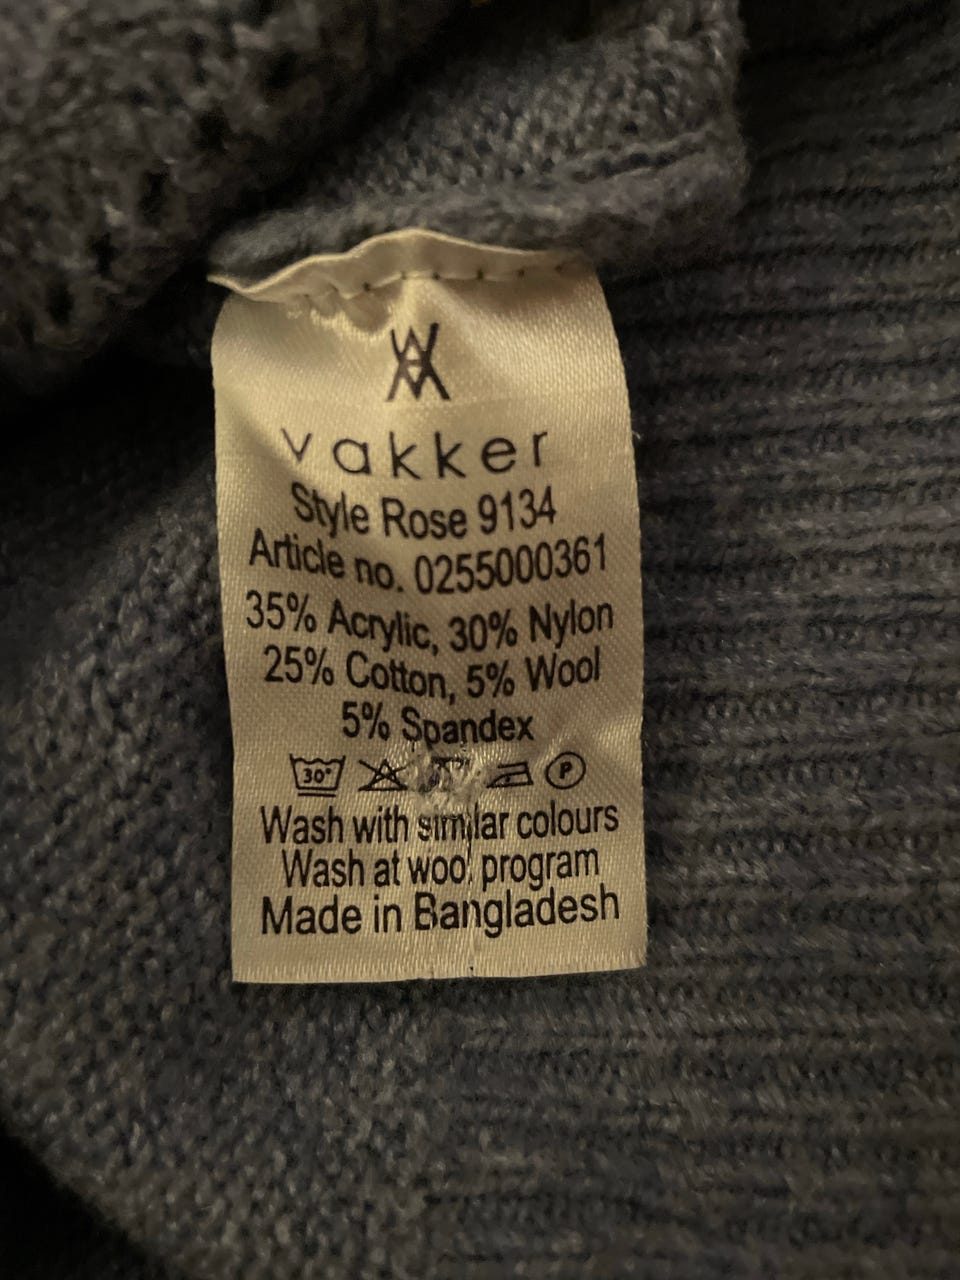 vakker
Style Rose 9134
Article no. 0255000361
35% Acrylic, 30% Nylon
25% Cotton, 5% Wool
5% Spandex
30° P
Wash with similar colours
Wash at wool program
Made in Bangladesh